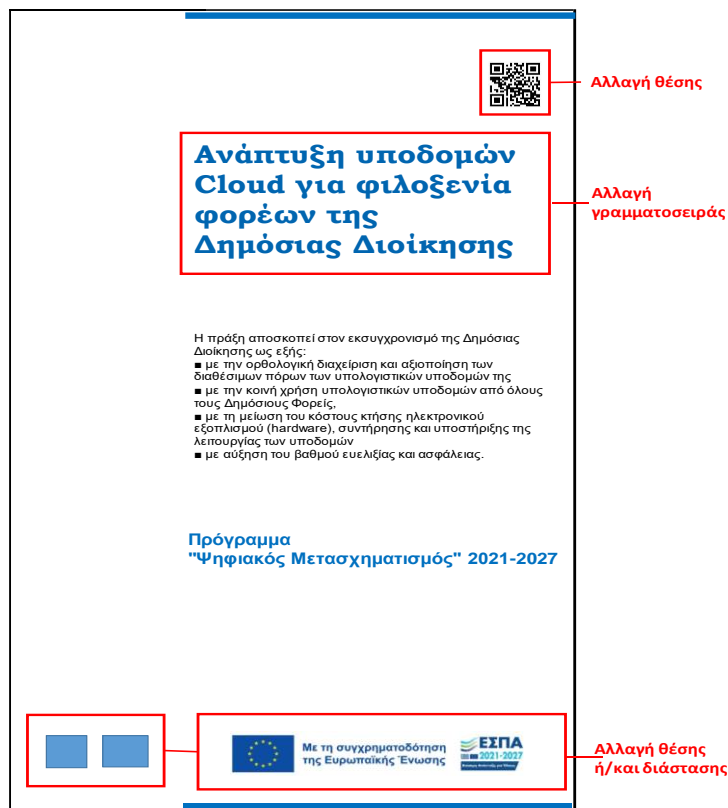 Αλλαγή θέσης
Ανάπτυξη υποδομών
Cloud για φιλοξενία
φορέων της
Δημόσιας Διοίκησης
Αλλαγή
γραμματοσειράς
Η πράξη αποσκοπεί στον εκσυγχρονισμό της Δημόσιας
Διοίκησης ως εξής:
■ με την ορθολογική διαχείριση και αξιοποίηση των
διαθέσιμων πόρων των υπολογιστικών υποδομών της
■ με την κοινή χρήση υπολογιστικών υποδομών από όλους
τους Δημόσιους Φορείς,
■ με τη μείωση του κόστους κτήσης ηλεκτρονικού
εξοπλισμού (hardware), συντήρησης και υποστήριξης της
λειτουργίας των υποδομών
■ με αύξηση του βαθμού ευελιξίας και ασφάλειας.
Πρόγραμμα
"Ψηφιακός Μετασχηματισμός" 2021-2027
Με τη συγχρηματοδότηση
της Ευρωπαϊκής Ένωσης
ΕΣΠΑ
2021-2027
Αλλαγή θέσης
ή/και διάστασης